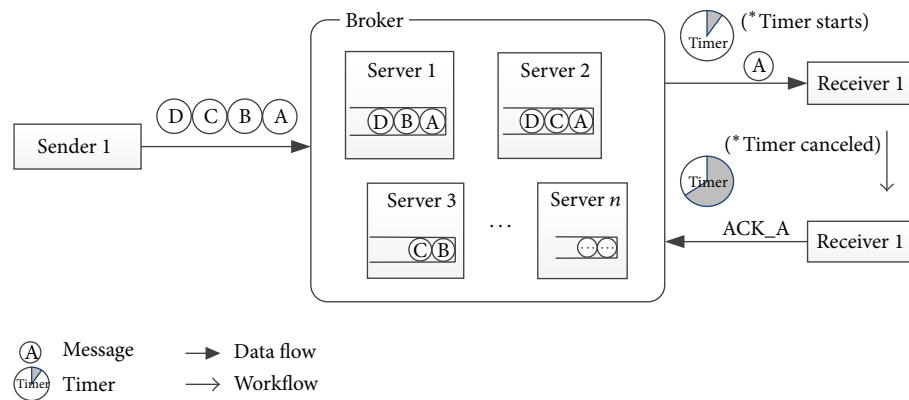 Broker
Timer
(*Timer starts)
D C B A
A
Sender 1
Server 1
D B A
Server 2
D C A
Receiver 1
(*Timer canceled)
Timer
Server 3
C B
...
Server n
... ...
ACK_A
Receiver 1
A Message
Data flow
Timer Timer
Workflow